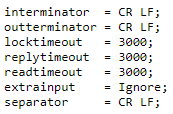 interminator = CR LF;
outterminator = CR LF;
locktimeout = 3000;
replytimeout = 3000;
readtimeout = 3000;
extrainput = Ignore;
separator = CR LF;